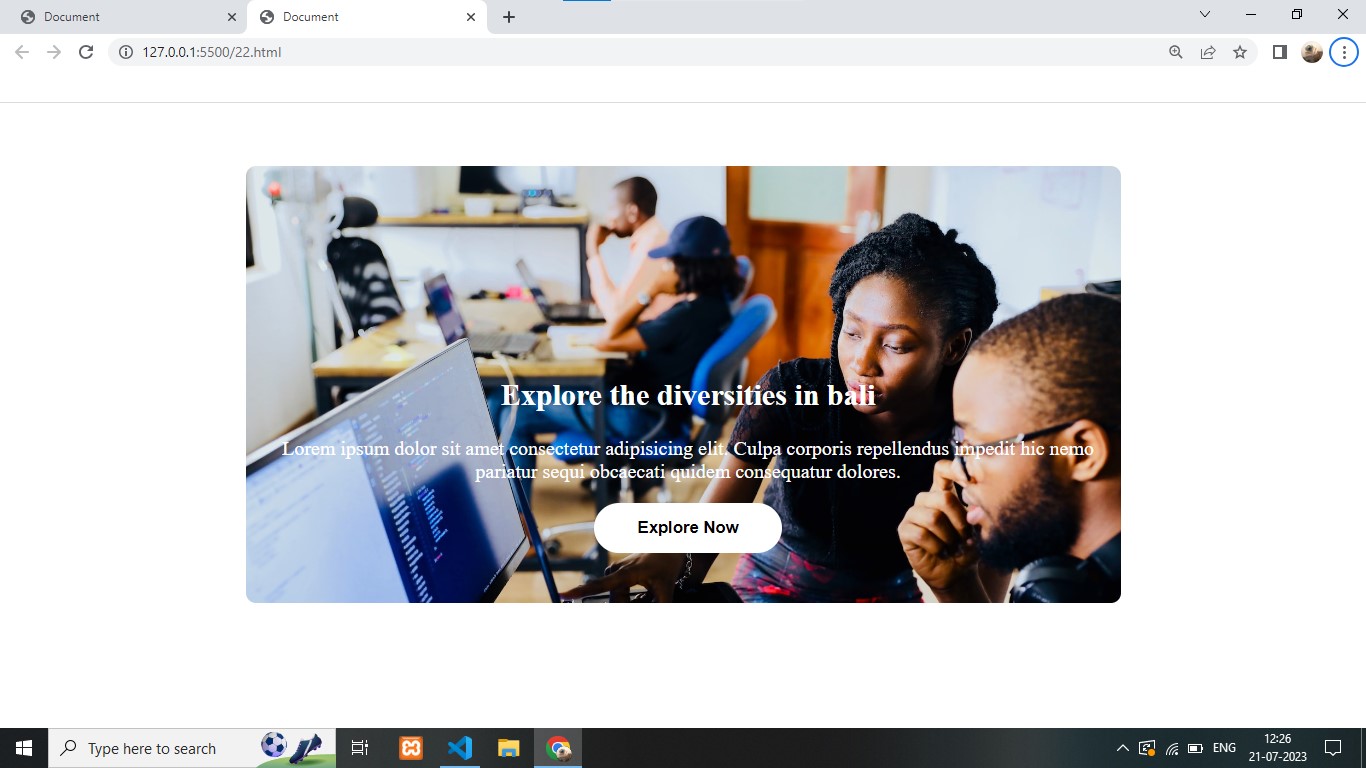 Document
Document
127.0.0.1:5500/22.html
Explore the diversities in bali
Lorem ipsum dolor sit amet consectetur adipisicing elit. Culpa corporis repellendus impedit hic nemo
pariatur sequi obcaecati quidem consequatur dolores.
Explore Now
Type here to search
ENG
12:26
21-07-2023